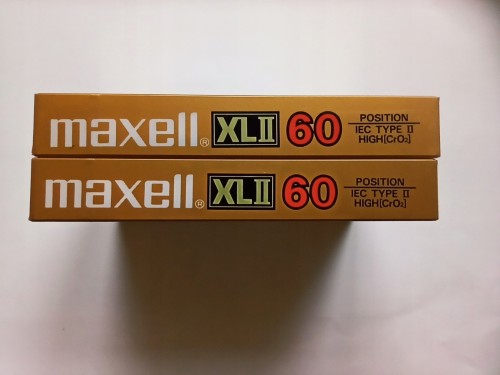 maxell® XLII 60 POSITION
IEC TYPE II
HIGH[CrO₂]
maxell® XLII 60 POSITION
IEC TYPE II
HIGH[CrO₂]